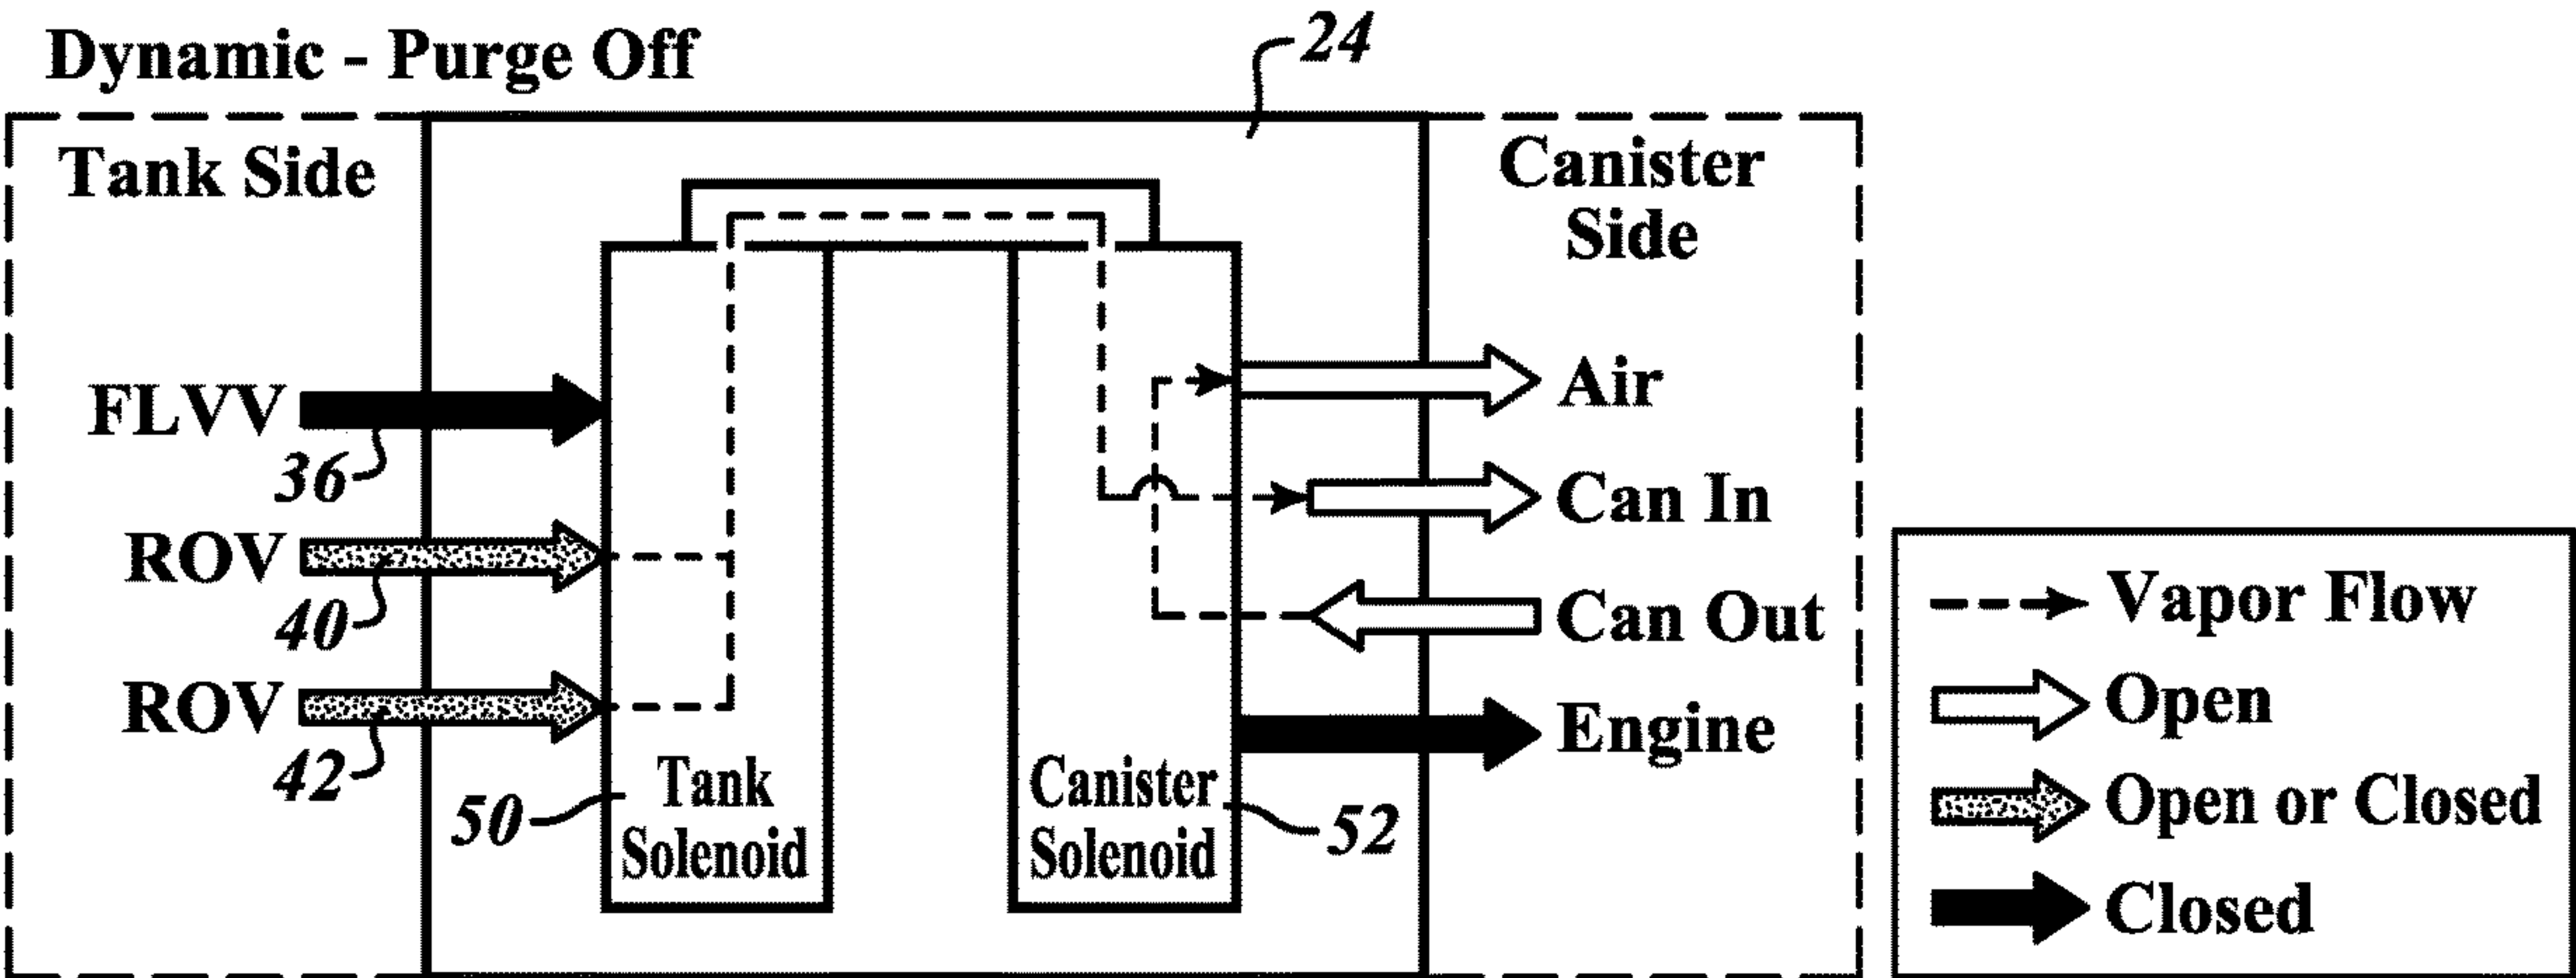 Dynamic - Purge Off
24
Tank Side
Canister
Side
FLVV
36
ROV
40
ROV
42
50
Tank
Solenoid
Canister
Solenoid
52
Air
Can In
Can Out
Engine
Vapor Flow
Open
Open or Closed
Closed